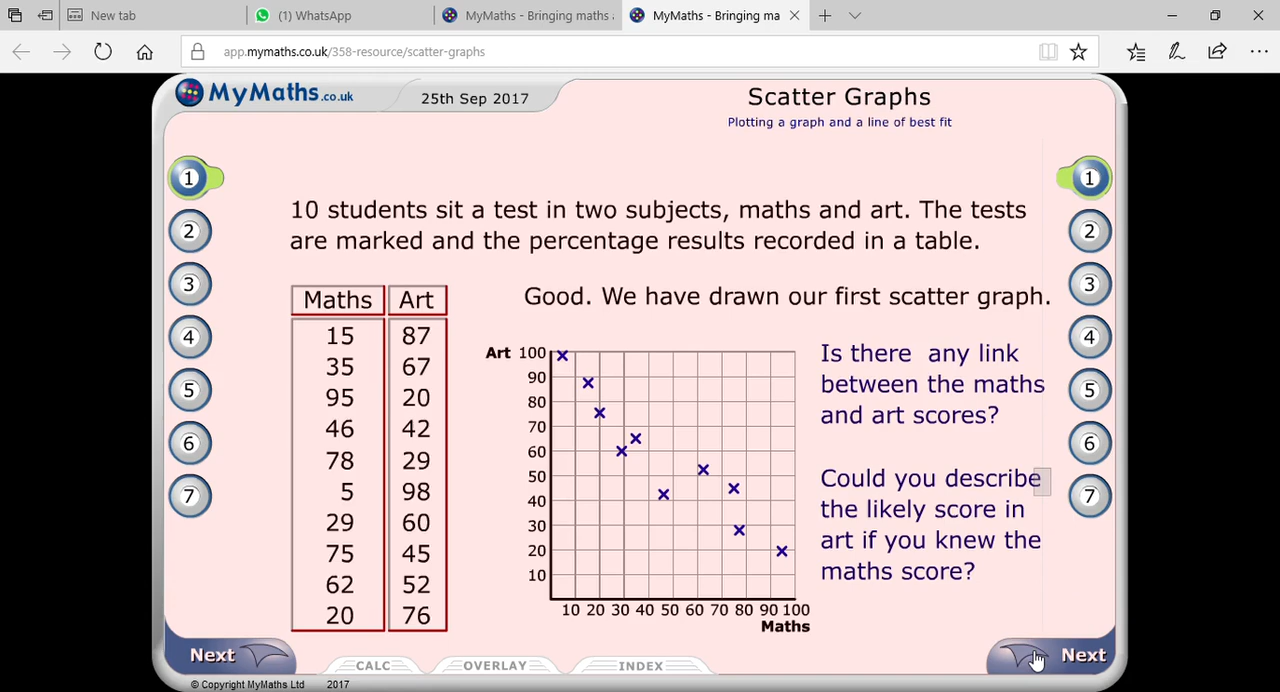 New tab
(1) WhatsApp
MyMaths - Bringing maths
MyMaths - Bringing ma
app.mymaths.co.uk/358-resource/scatter-graphs
MyMaths.co.uk
25th Sep 2017
Scatter Graphs
Plotting a graph and a line of best fit
1
2
3
4
5
6
7
10 students sit a test in two subjects, maths and art. The tests
are marked and the percentage results recorded in a table.
Maths Art
15 87
35 67
95 20
46 42
78 29
5 98
29 60
75 45
62 52
20 76
Good. We have drawn our first scatter graph.
Art 100
90
80
70
60
50
40
30
20
10
10 20 30 40 50 60 70 80 90 100
Maths
Is there any link
between the maths
and art scores?
Could you describe
the likely score in
art if you knew the
maths score?
1
2
3
4
5
6
7
Next
CALC
OVERLAY
INDEX
Next
© Copyright MyMaths Ltd 2017